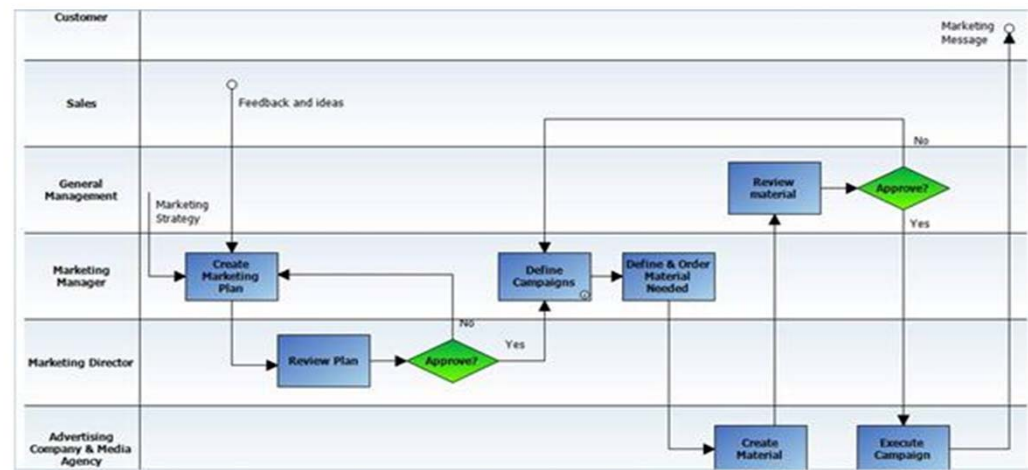 Customer
Marketing
Message
Sales
Feedback and ideas
No
General
Management
Review
material
Approve?
Marketing
Strategy
Yes
Marketing
Manager
Create
Marketing
Plan
Define
Campaigns
Define & Order
Material
Needed
No
Marketing Director
Review Plan
Approve?
Yes
Advertising
Company & Media
Agency
Create
Material
Execute
Campaign